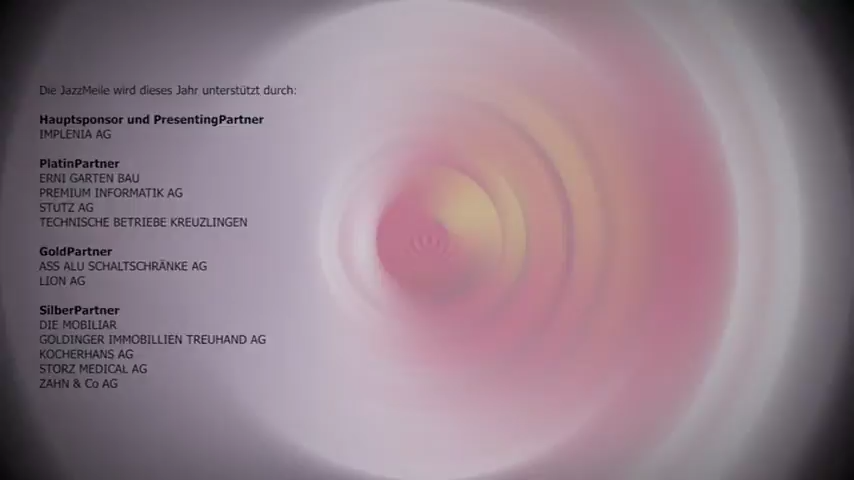 Die JazzMeile wird dieses Jahr unterstützt durch:
Hauptsponsor und PresentingPartner
IMPLENIA AG
PlatinPartner
ERNI GARTEN BAU
PREMIUM INFORMATIK AG
STUTZ AG
TECHNISCHE BETRIEBE KREUZLINGEN
GoldPartner
ASS ALU SCHALTSCHRÄNKE AG
LION AG
SilberPartner
DIE MOBILIAR
GOLDINGER IMMOBILLIEN TREUHAND AG
KOCHERHANS AG
STORZ MEDICAL AG
ZAHN & Co AG